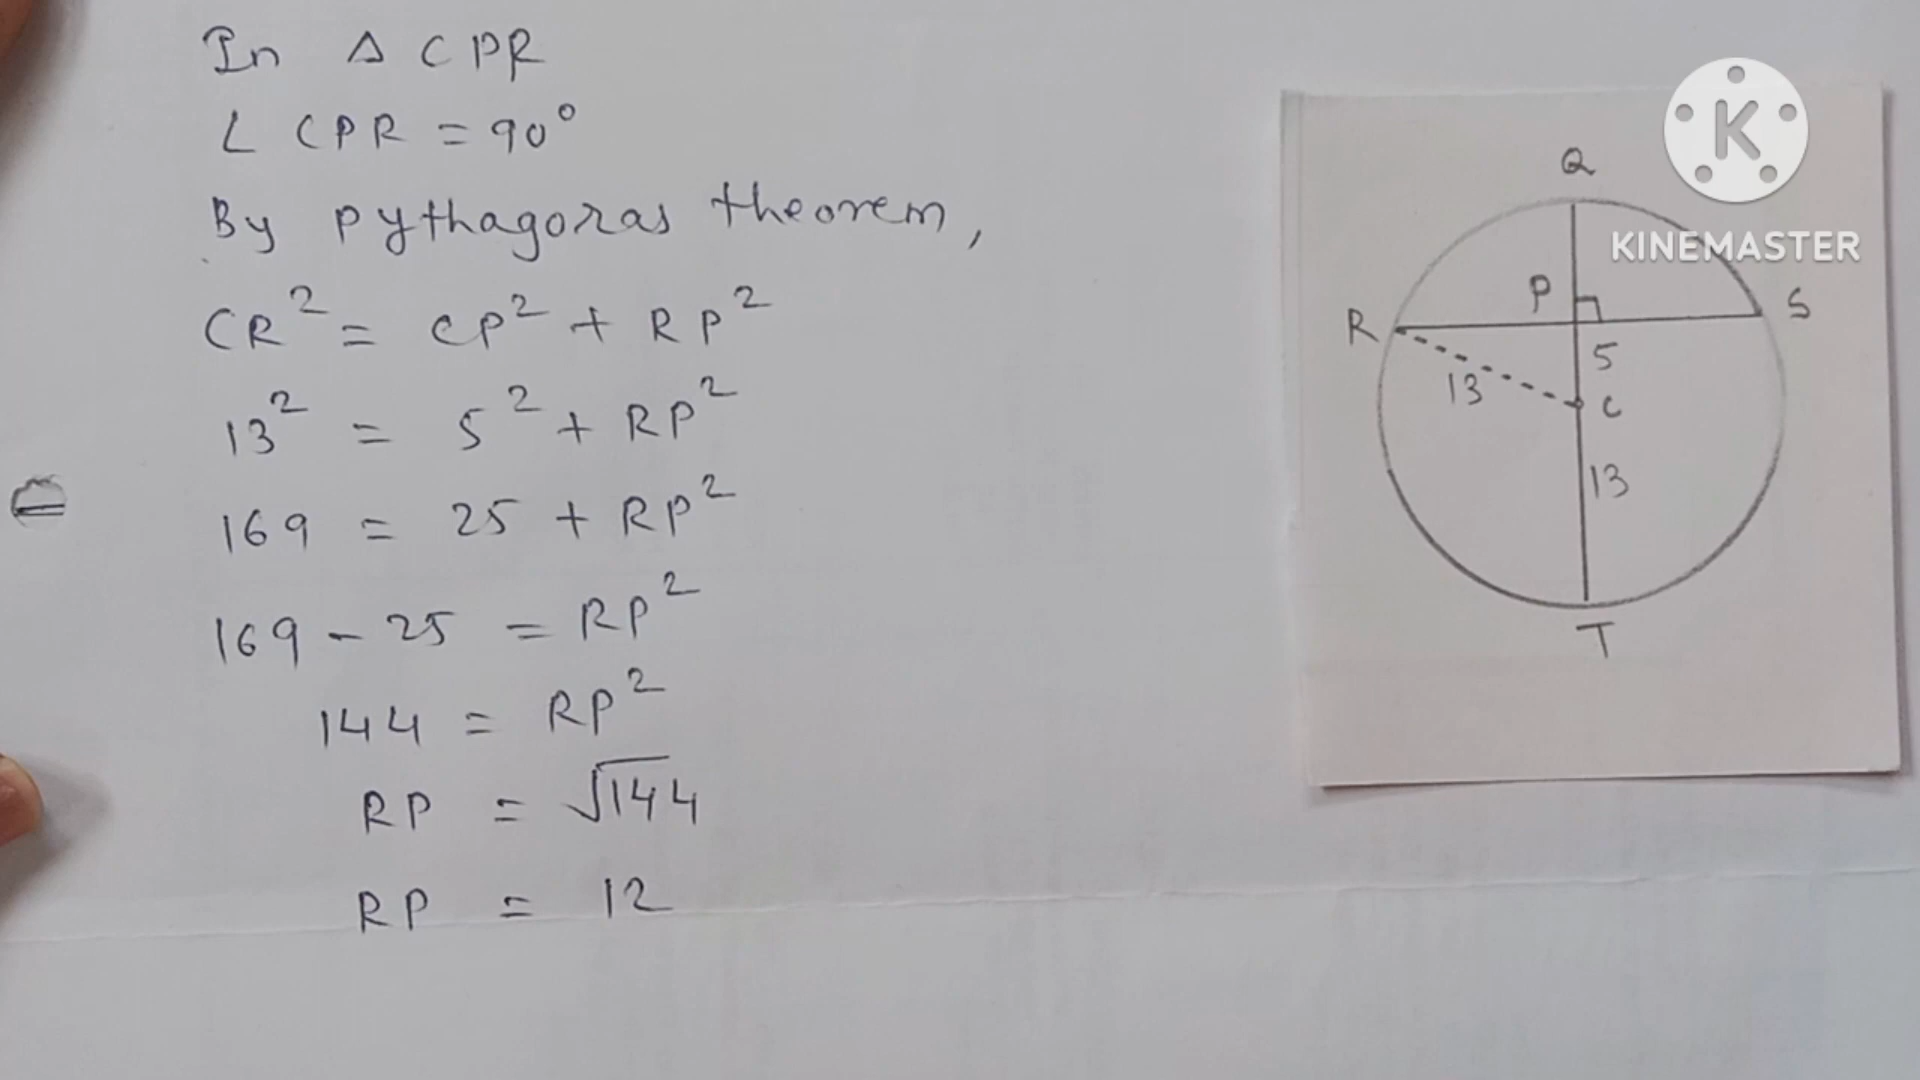 In Δ CPR
∠ CPR = 90°
By pythagoras theorem,
CR² = CP² + RP²
13² = 5² + RP²
169 = 25 + RP²
169 - 25 = RP²
144 = RP²
RP = √144
RP = 12
K
KINEMASTER
Q
P
S
R
5
13
C
13
T